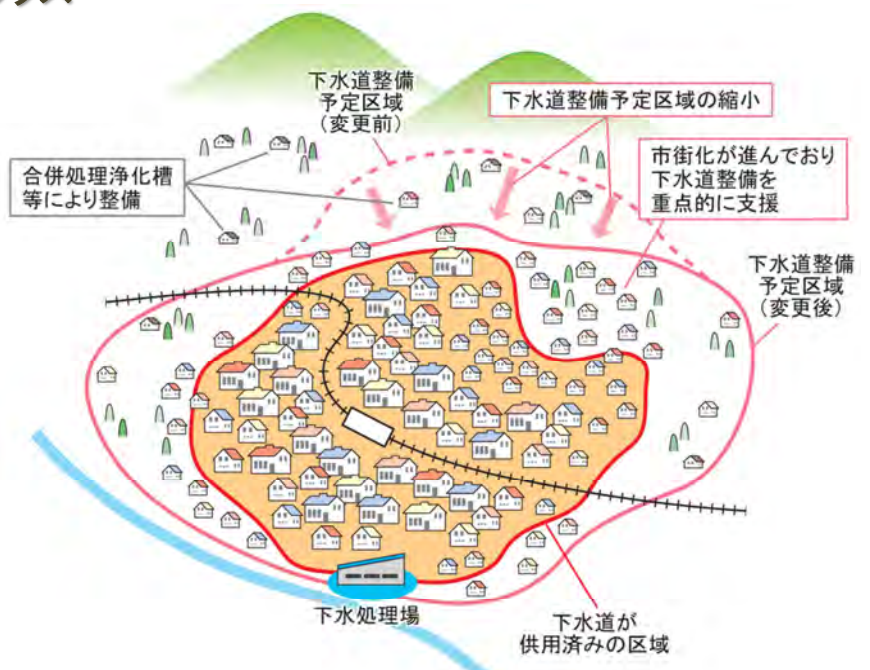 下水道整備
予定区域
（変更前）
下水道整備予定区域の縮小
合併処理浄化槽
等により整備
市街化が進んでおり
下水道整備を
重点的に支援
下水道整備
予定区域
（変更後）
下水処理場
下水道が
供用済みの区域